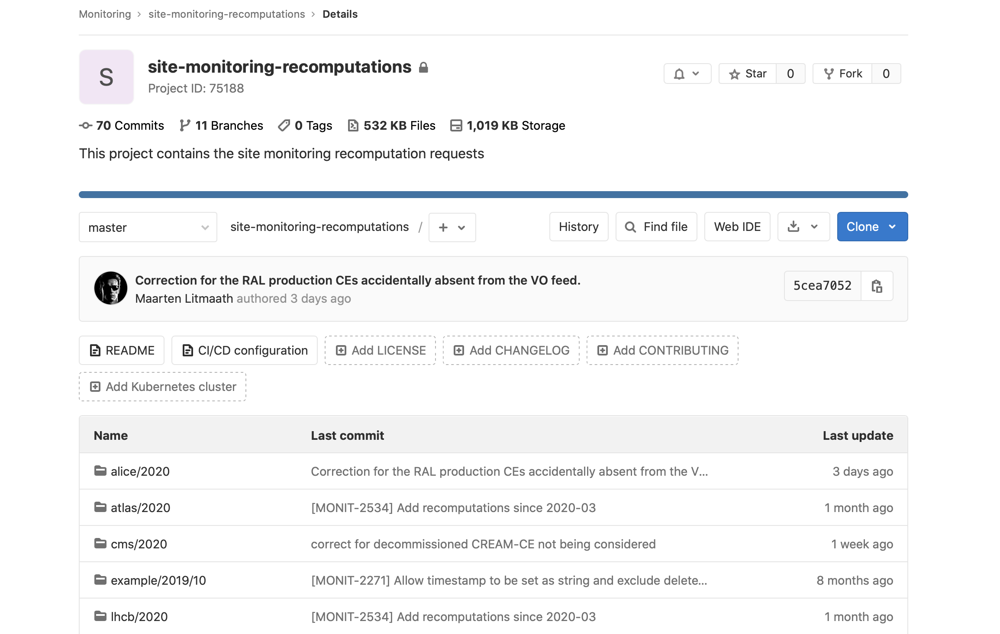 Monitoring > site-monitoring-recomputations > Details
S
site-monitoring-recomputations
Project ID: 75188
Star 0 Fork 0
70 Commits 11 Branches 0 Tags 532 KB Files 1,019 KB Storage
This project contains the site monitoring recomputation requests
master site-monitoring-recomputations / + History Find file Web IDE Clone
Correction for the RAL production CEs accidentally absent from the VO feed.
Maarten Litmaath authored 3 days ago
5cea7052
README CI/CD configuration Add LICENSE Add CHANGELOG Add CONTRIBUTING
Add Kubernetes cluster
Name Last commit Last update
alice/2020 Correction for the RAL production CEs accidentally absent from the V... 3 days ago
atlas/2020 [MONIT-2534] Add recomputations since 2020-03 1 month ago
cms/2020 correct for decommissioned CREAM-CE not being considered 1 week ago
example/2019/10 [MONIT-2271] Allow timestamp to be set as string and exclude delete... 8 months ago
lhcb/2020 [MONIT-2534] Add recomputations since 2020-03 1 month ago